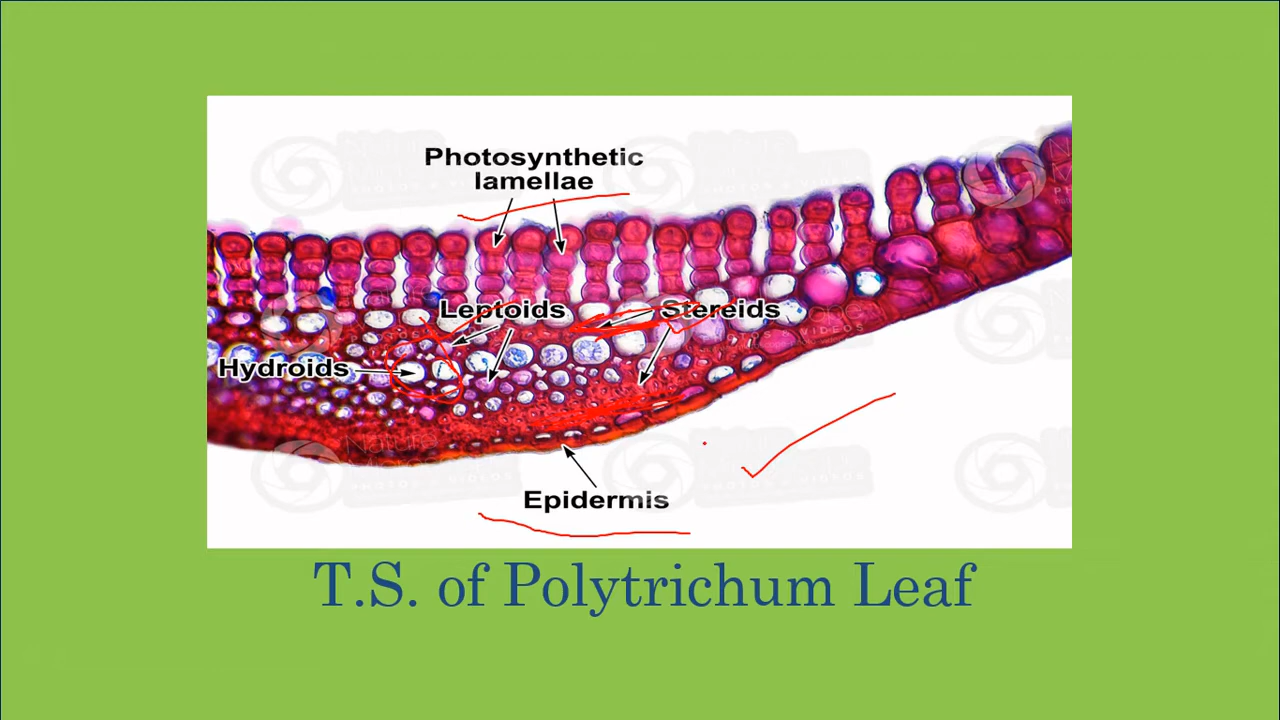 Photosynthetic
lamellae
Leptoids
Stereids
Hydroids
Epidermis
T.S. of Polytrichum Leaf